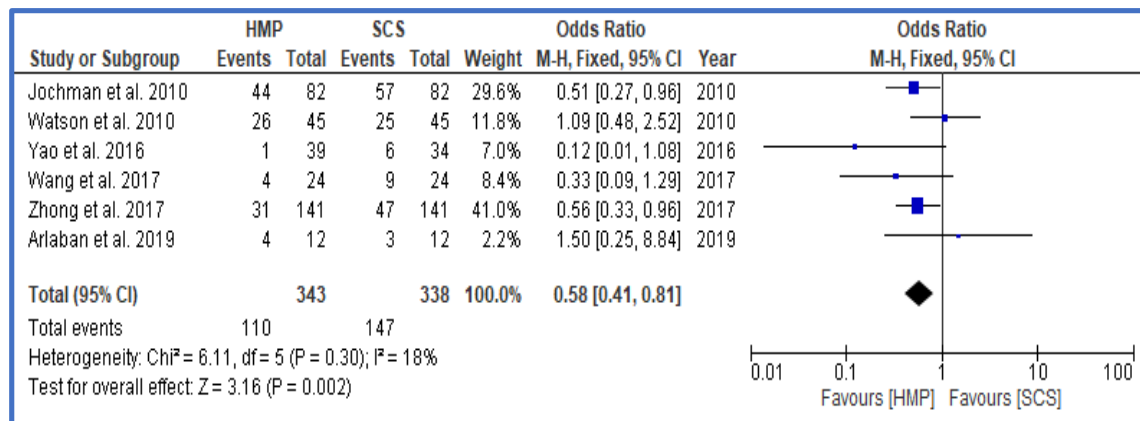 HMP SCS Odds Ratio Odds Ratio
Study or Subgroup Events Total Events Total Weight M-H, Fixed, 95% CI Year M-H, Fixed, 95% CI
Jochman et al. 2010 44 82 57 82 29.6% 0.51 [0.27, 0.96] 2010
Watson et al. 2010 26 45 25 45 11.8% 1.09 [0.48, 2.52] 2010
Yao et al. 2016 1 39 6 34 7.0% 0.12 [0.01, 1.08] 2016
Wang et al. 2017 4 24 9 24 8.4% 0.33 [0.09, 1.29] 2017
Zhong et al. 2017 31 141 47 141 41.0% 0.56 [0.33, 0.96] 2017
Arlaban et al. 2019 4 12 3 12 2.2% 1.50 [0.25, 8.84] 2019
Total (95% CI) 343 338 100.0% 0.58 [0.41, 0.81]
Total events 110 147
Heterogeneity: Chi² = 6.11, df = 5 (P = 0.30); I² = 18%
Test for overall effect: Z = 3.16 (P = 0.002)
0.01 0.1 1 10 100
Favours [HMP] Favours [SCS]